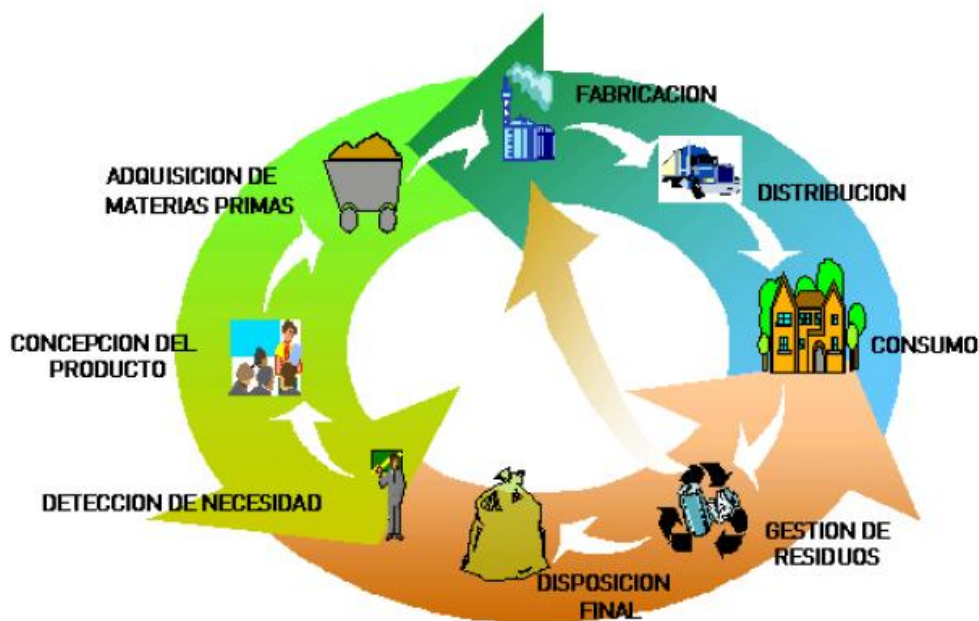 FABRICACION
ADQUISICION DE
MATERIAS PRIMAS
DISTRIBUCION
CONCEPCION DEL
PRODUCTO
CONSUMO
DETECCION DE NECESIDAD
GESTION DE
RESIDUOS
DISPOSICION
FINAL